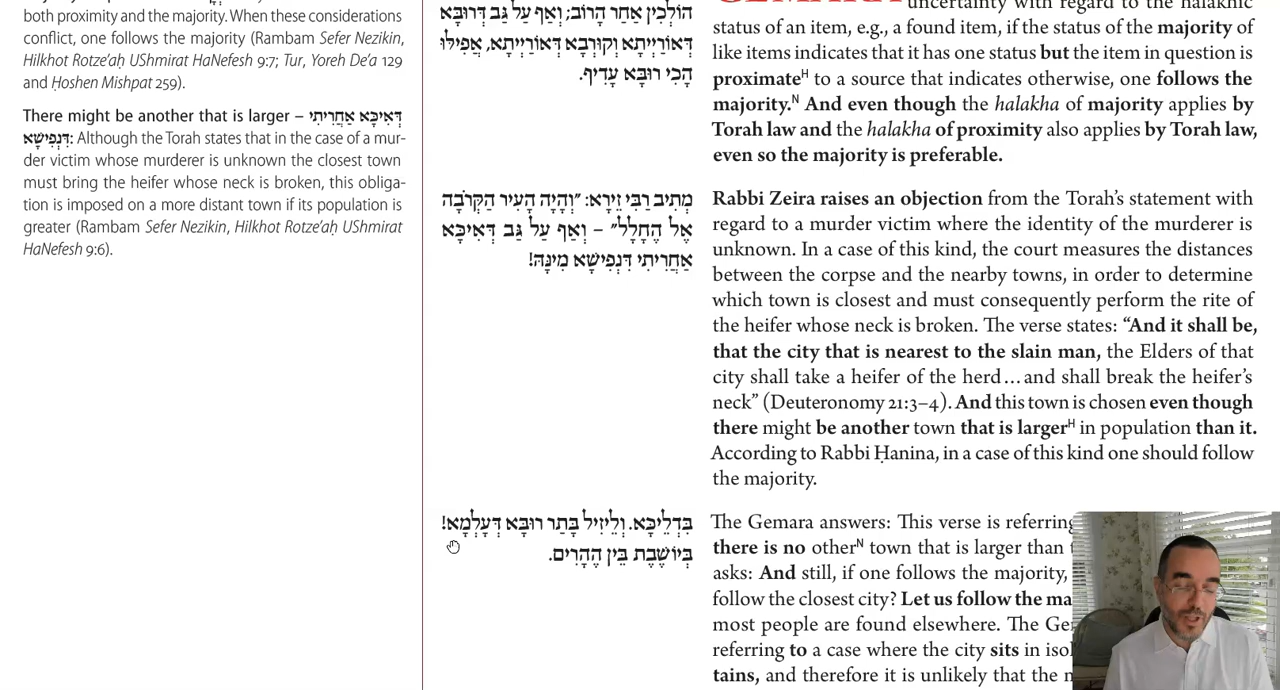 both proximity and the majority. When these considerations
conflict, one follows the majority (Rambam Sefer Nezikin,
Hilkhot Rotze'aḥ UShmirat HaNefesh 9:7; Tur, Yoreh De'a 129
and Ḥoshen Mishpat 259).
There might be another that is larger – דְּאִיכָּא אַחֲרִיתִי
דִּנְפִישָׁא: Although the Torah states that in the case of a mur-
der victim whose murderer is unknown the closest town
must bring the heifer whose neck is broken, this obliga-
tion is imposed on a more distant town if its population is
greater (Rambam Sefer Nezikin, Hilkhot Rotze'aḥ UShmirat
HaNefesh 9:6).
הוֹלְכִין אַחַר הָרוֹב; וְאַף עַל גַּב דְּרוּבָּא
דְּאוֹרַיְיתָא וְקוּרְבָא דְּאוֹרַיְיתָא, אֲפִילּוּ
הָכִי רוּבָּא עֲדִיף.
מְתִיב רַבִּי זֵירָא: "וְהָיָה הָעִיר הַקְּרֹבָה
אֶל הֶחָלָל" – וְאַף עַל גַּב דְּאִיכָּא
אַחֲרִיתִי דִּנְפִישָׁא מִינַּהּ!
בִּדְלֵיכָּא. וְלֵיזִיל בָּתַר רוּבָּא דְּעָלְמָא!
בְּיוֹשֶׁבֶת בֵּין הֶהָרִים.
uncertainty with regard to the halakhic
status of an item, e.g., a found item, if the status of the majority of
like items indicates that it has one status but the item in question is
proximateᴴ to a source that indicates otherwise, one follows the
majority.ᴺ And even though the halakha of majority applies by
Torah law and the halakha of proximity also applies by Torah law,
even so the majority is preferable.
Rabbi Zeira raises an objection from the Torah's statement with
regard to a murder victim where the identity of the murderer is
unknown. In a case of this kind, the court measures the distances
between the corpse and the nearby towns, in order to determine
which town is closest and must consequently perform the rite of
the heifer whose neck is broken. The verse states: "And it shall be,
that the city that is nearest to the slain man, the Elders of that
city shall take a heifer of the herd…and shall break the heifer's
neck" (Deuteronomy 21:3–4). And this town is chosen even though
there might be another town that is largerᴴ in population than it.
According to Rabbi Ḥanina, in a case of this kind one should follow
the majority.
The Gemara answers: This verse is referring
there is no otherᴺ town that is larger than
asks: And still, if one follows the majority,
follow the closest city? Let us follow the ma
most people are found elsewhere. The Ge
referring to a case where the city sits in iso
tains, and therefore it is unlikely that the